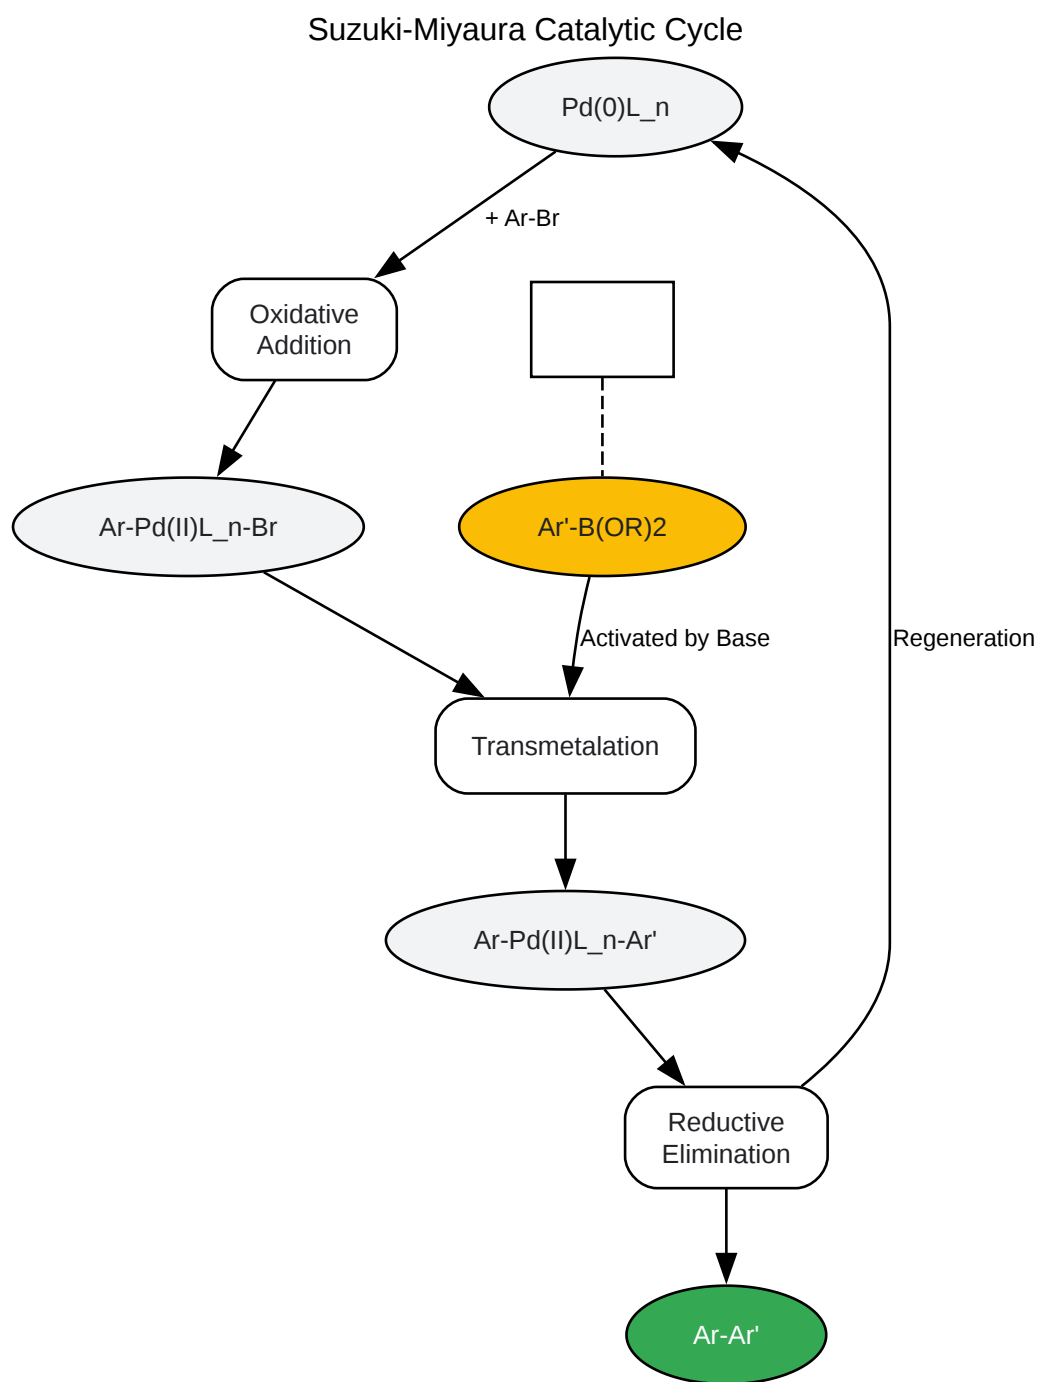 Suzuki-Miyaura Catalytic Cycle
Pd(0)L_n
+ Ar-Br
Oxidative
Addition
Ar-Pd(II)L_n-Br
Ar'-B(OR)2
Activated by Base
Regeneration
Transmetalation
Ar-Pd(II)L_n-Ar'
Reductive
Elimination
Ar-Ar'